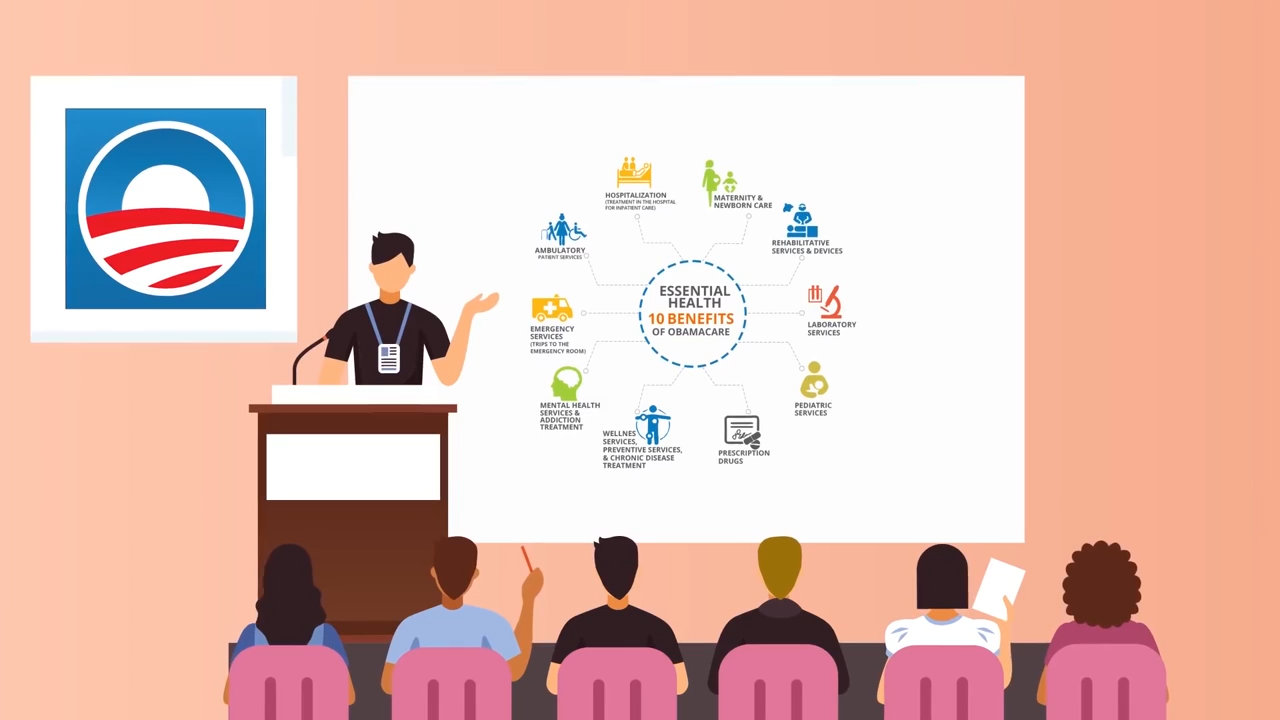 HOSPITALIZATION
(TREATMENT IN THE HOSPITAL
FOR INPATIENT CARE)
MATERNITY &
NEWBORN CARE
REHABILITATIVE
SERVICES & DEVICES
AMBULATORY
PATIENT SERVICES
ESSENTIAL
HEALTH
10 BENEFITS
OF OBAMACARE
EMERGENCY
SERVICES
(TRIPS TO THE
EMERGENCY ROOM)
LABORATORY
SERVICES
MENTAL HEALTH
SERVICES &
ADDICTION
TREATMENT
PEDIATRIC
SERVICES
WELLNES
SERVICES,
PREVENTIVE SERVICES,
& CHRONIC DISEASE
TREATMENT
PRESCRIPTION
DRUGS